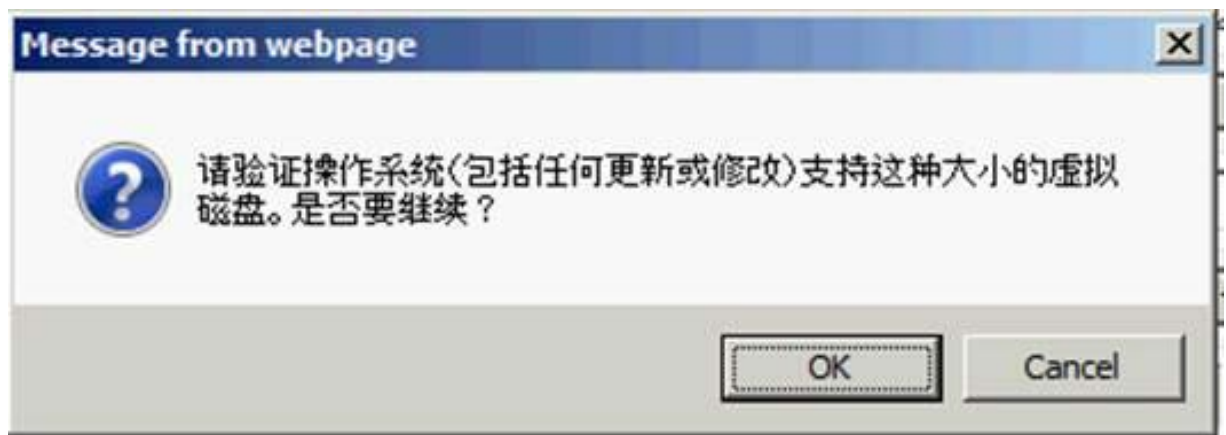 Message from webpage
请验证操作系统(包括任何更新或修改)支持这种大小的虚拟
磁盘。是否要继续？
OK
Cancel